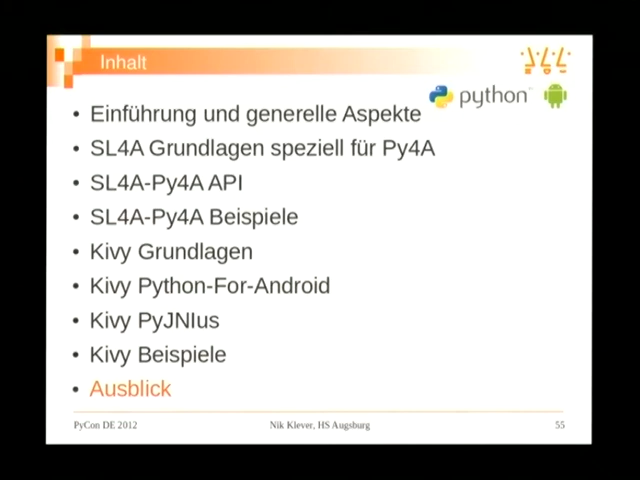 Inhalt
python
Einführung und generelle Aspekte
SL4A Grundlagen speziell für Py4A
SL4A-Py4A API
SL4A-Py4A Beispiele
Kivy Grundlagen
Kivy Python-For-Android
Kivy PyJNIus
Kivy Beispiele
Ausblick
PyCon DE 2012 Nik Klever, HS Augsburg 55